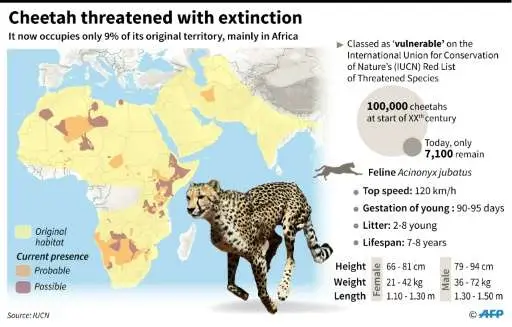 Cheetah threatened with extinction
It now occupies only 9% of its original territory, mainly in Africa
Classed as ‘vulnerable’ on the
International Union for Conservation
of Nature's (IUCN) Red List
of Threatened Species
100,000 cheetahs
at start of XXth century
Today, only
7,100 remain
Feline Acinonyx jubatus
Top speed: 120 km/h
Gestation of young : 90-95 days
Litter: 2-8 young
Lifespan: 7-8 years
Original
habitat
Current presence
Probable
Possible
Female
Male
Height 66 - 81 cm 79 - 94 cm
Weight 21 - 42 kg 36 - 72 kg
Length 1.10 - 1.30 m 1.30 - 1.50 m
Source: IUCN
© AFP